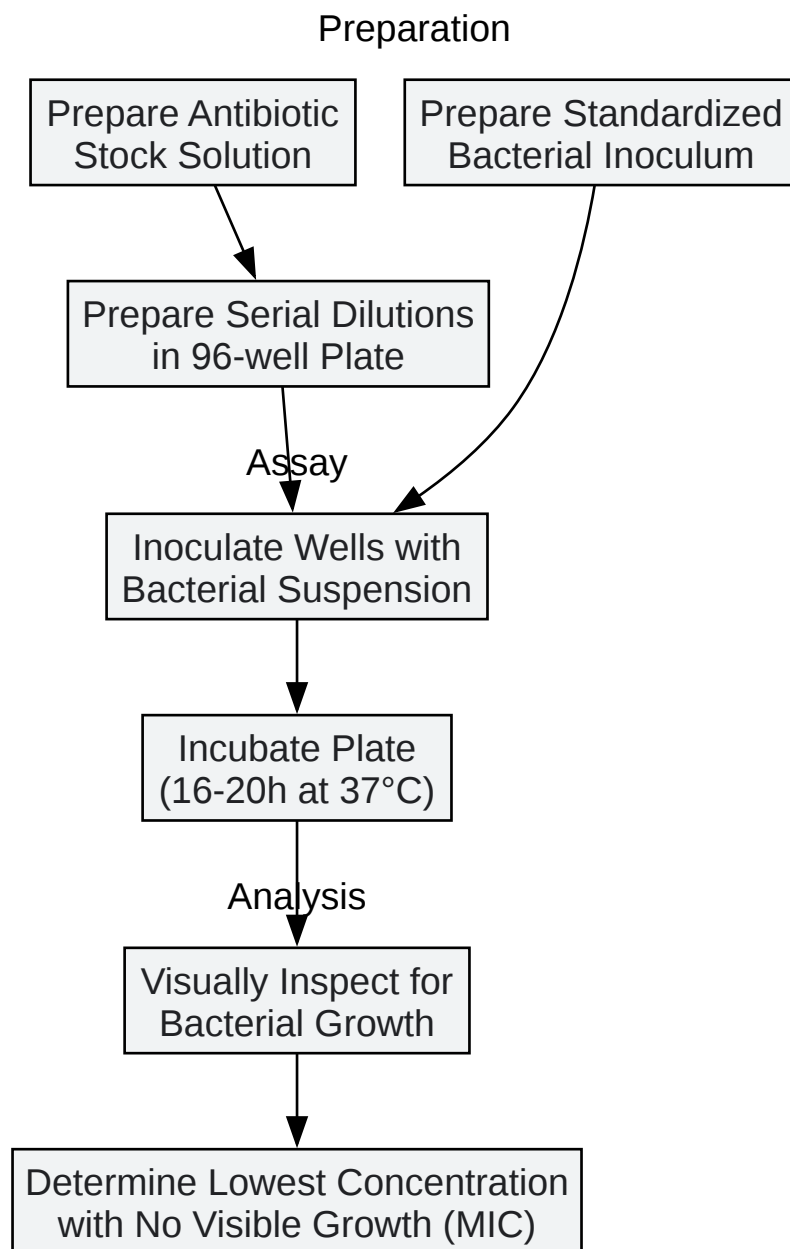 Preparation
Prepare Antibiotic
Stock Solution
Prepare Standardized
Bacterial Inoculum
Prepare Serial Dilutions
in 96-well Plate
Assay
Inoculate Wells with
Bacterial Suspension
Incubate Plate
(16-20h at 37°C)
Analysis
Visually Inspect for
Bacterial Growth
Determine Lowest Concentration
with No Visible Growth (MIC)